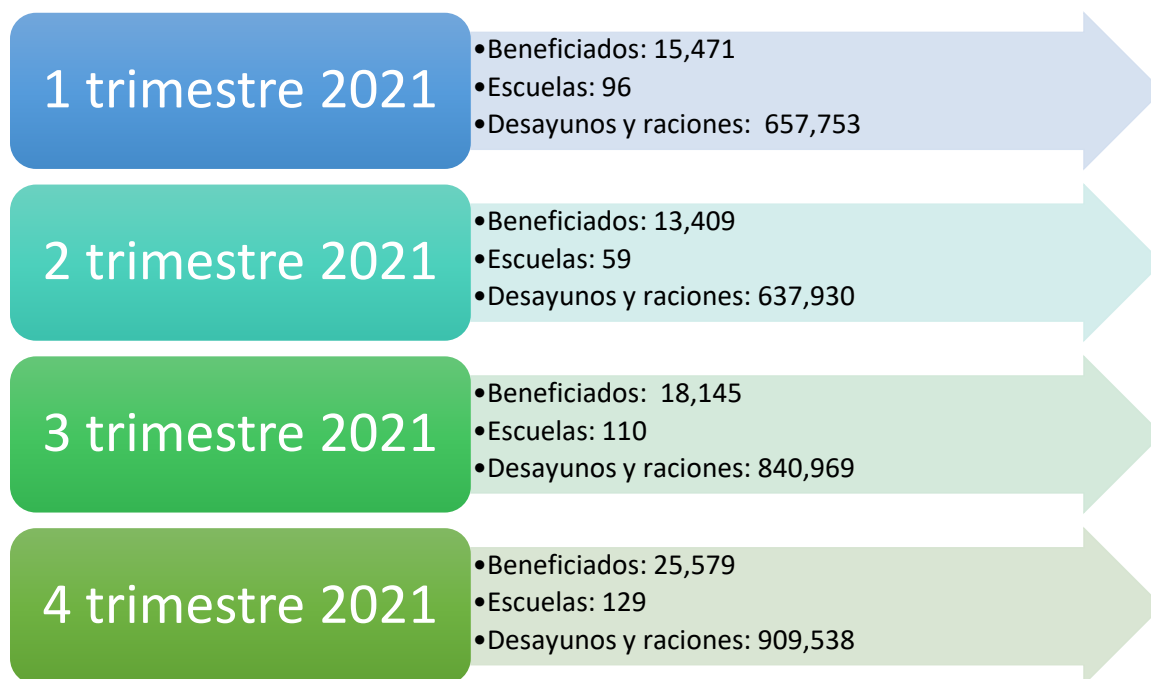 1 trimestre 2021
•Beneficiados: 15,471
•Escuelas: 96
•Desayunos y raciones: 657,753
2 trimestre 2021
•Beneficiados: 13,409
•Escuelas: 59
•Desayunos y raciones: 637,930
3 trimestre 2021
•Beneficiados: 18,145
•Escuelas: 110
•Desayunos y raciones: 840,969
4 trimestre 2021
•Beneficiados: 25,579
•Escuelas: 129
•Desayunos y raciones: 909,538